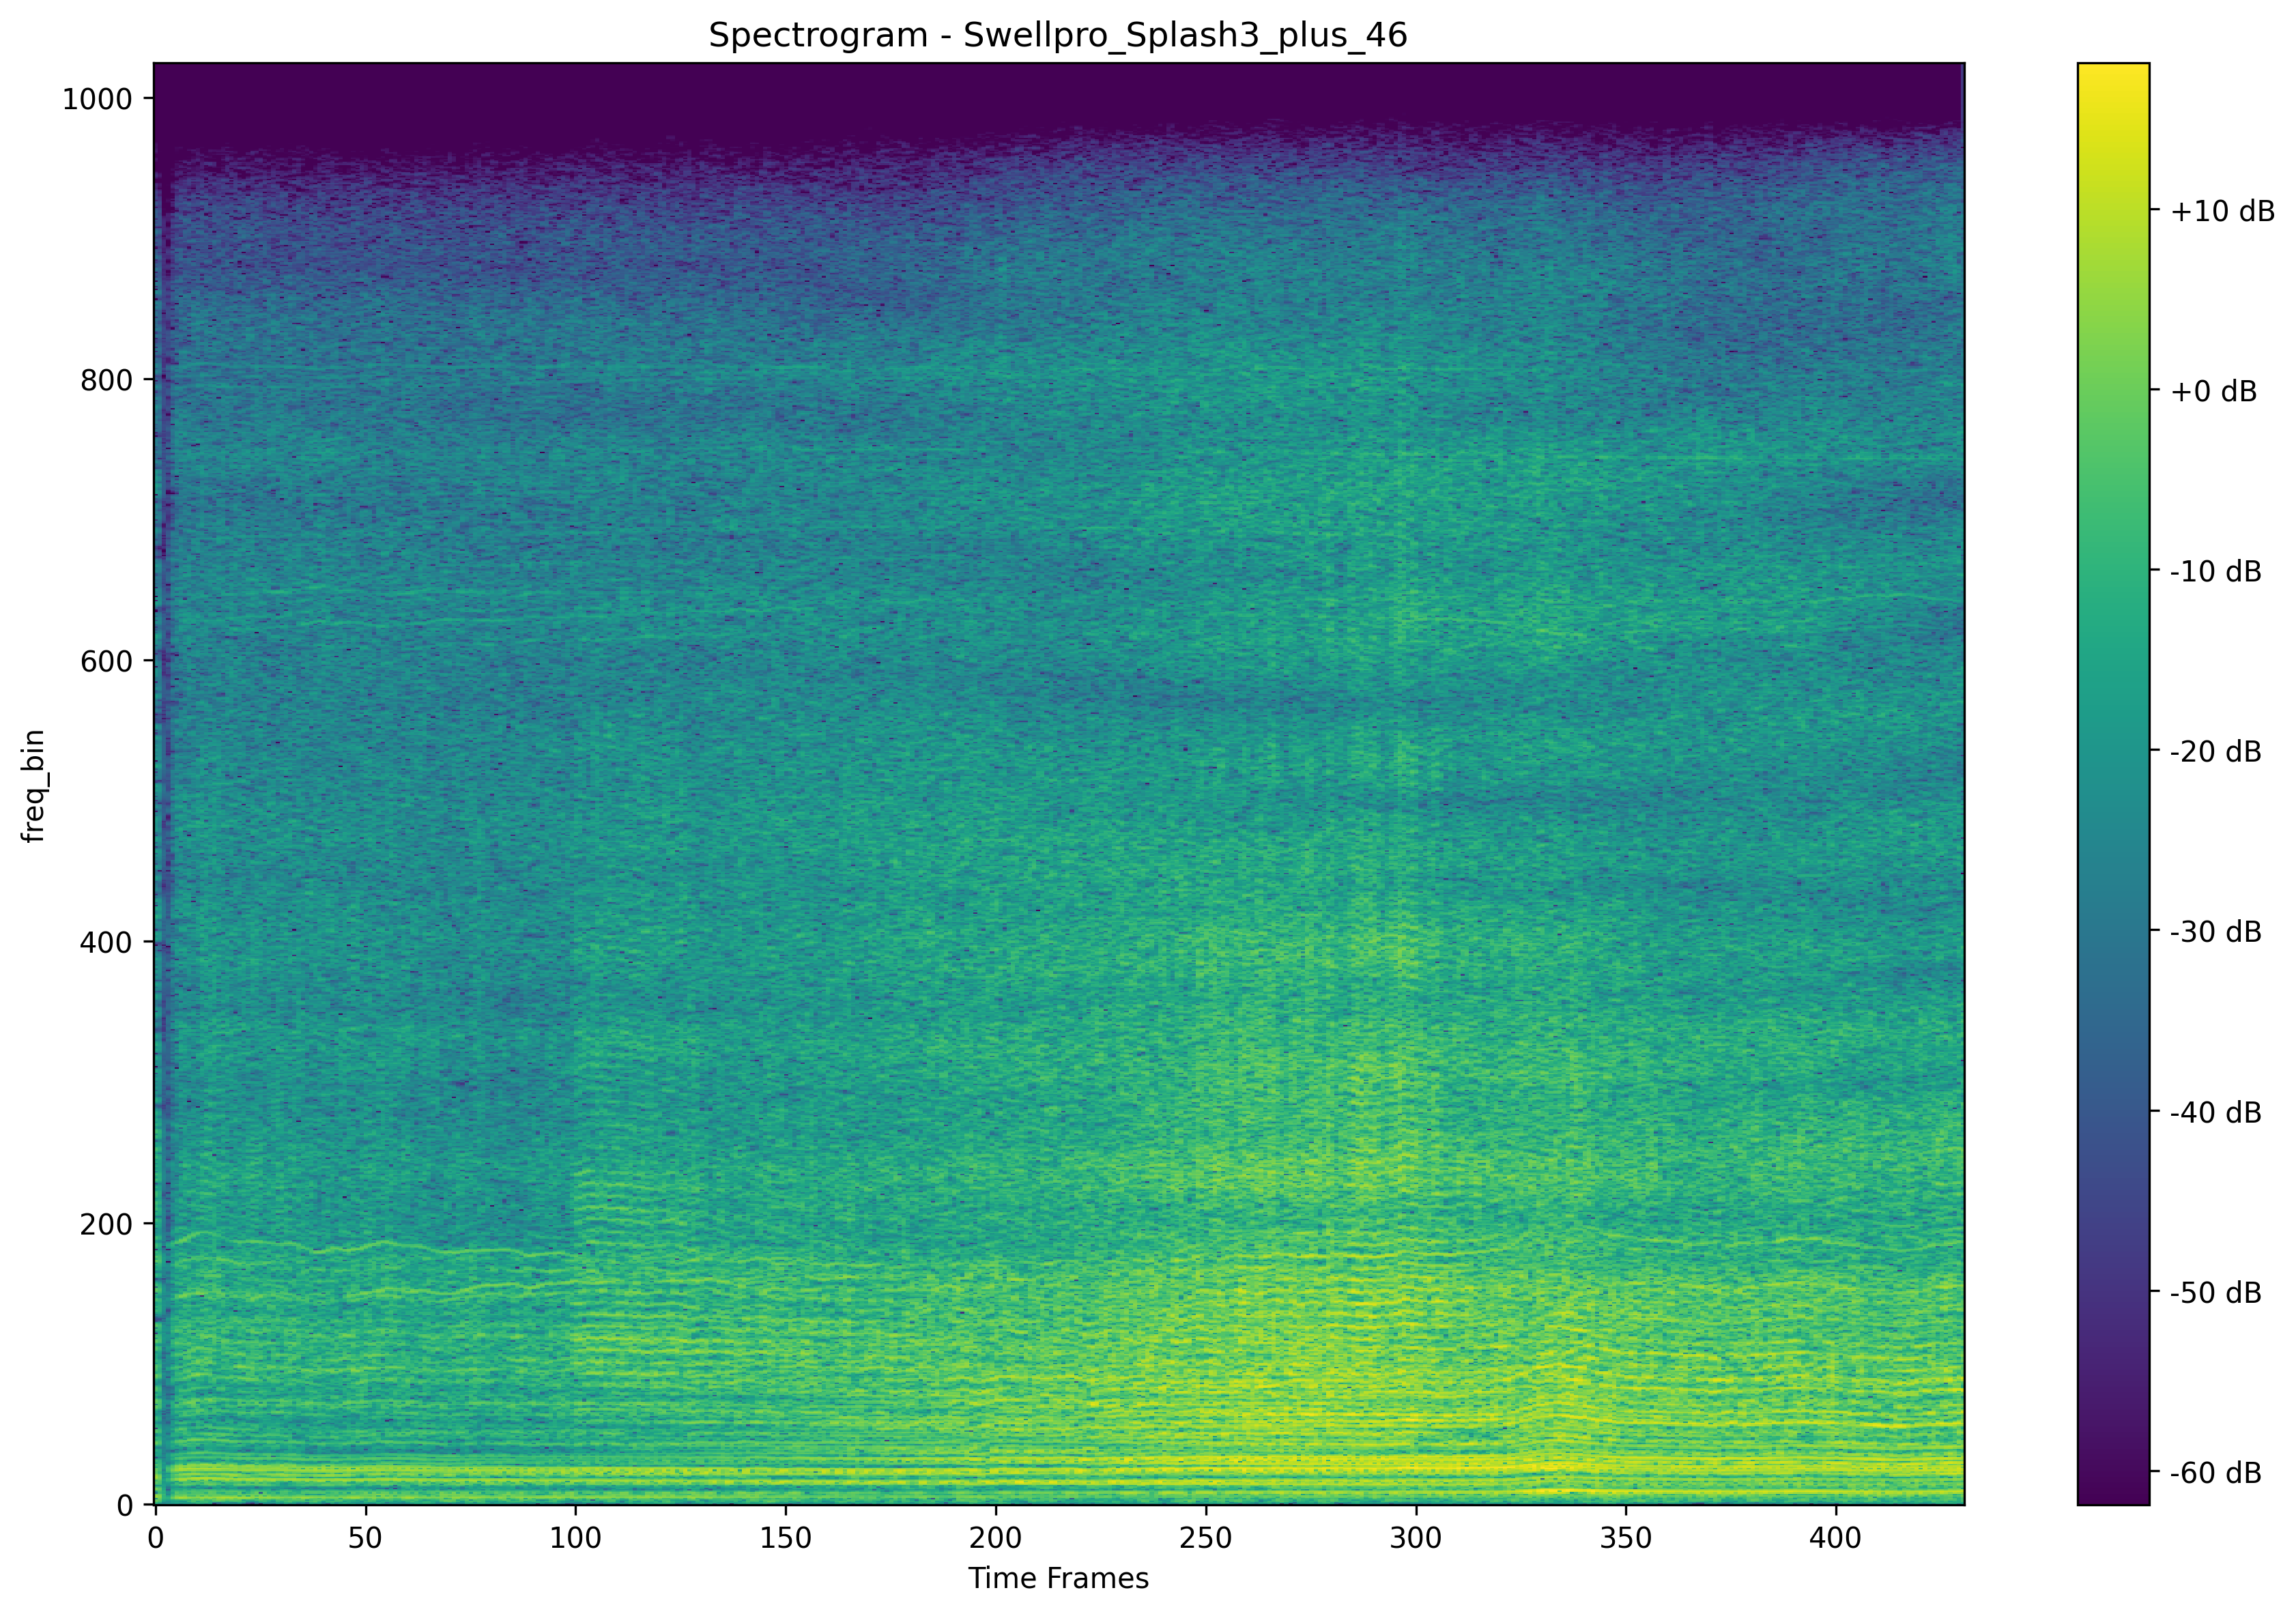 Spectrogram - Swellpro_Splash3_plus_46
1000
800
600
400
200
0
freq_bin
0 50 100 150 200 250 300 350 400
Time Frames
+10 dB
+0 dB
-10 dB
-20 dB
-30 dB
-40 dB
-50 dB
-60 dB